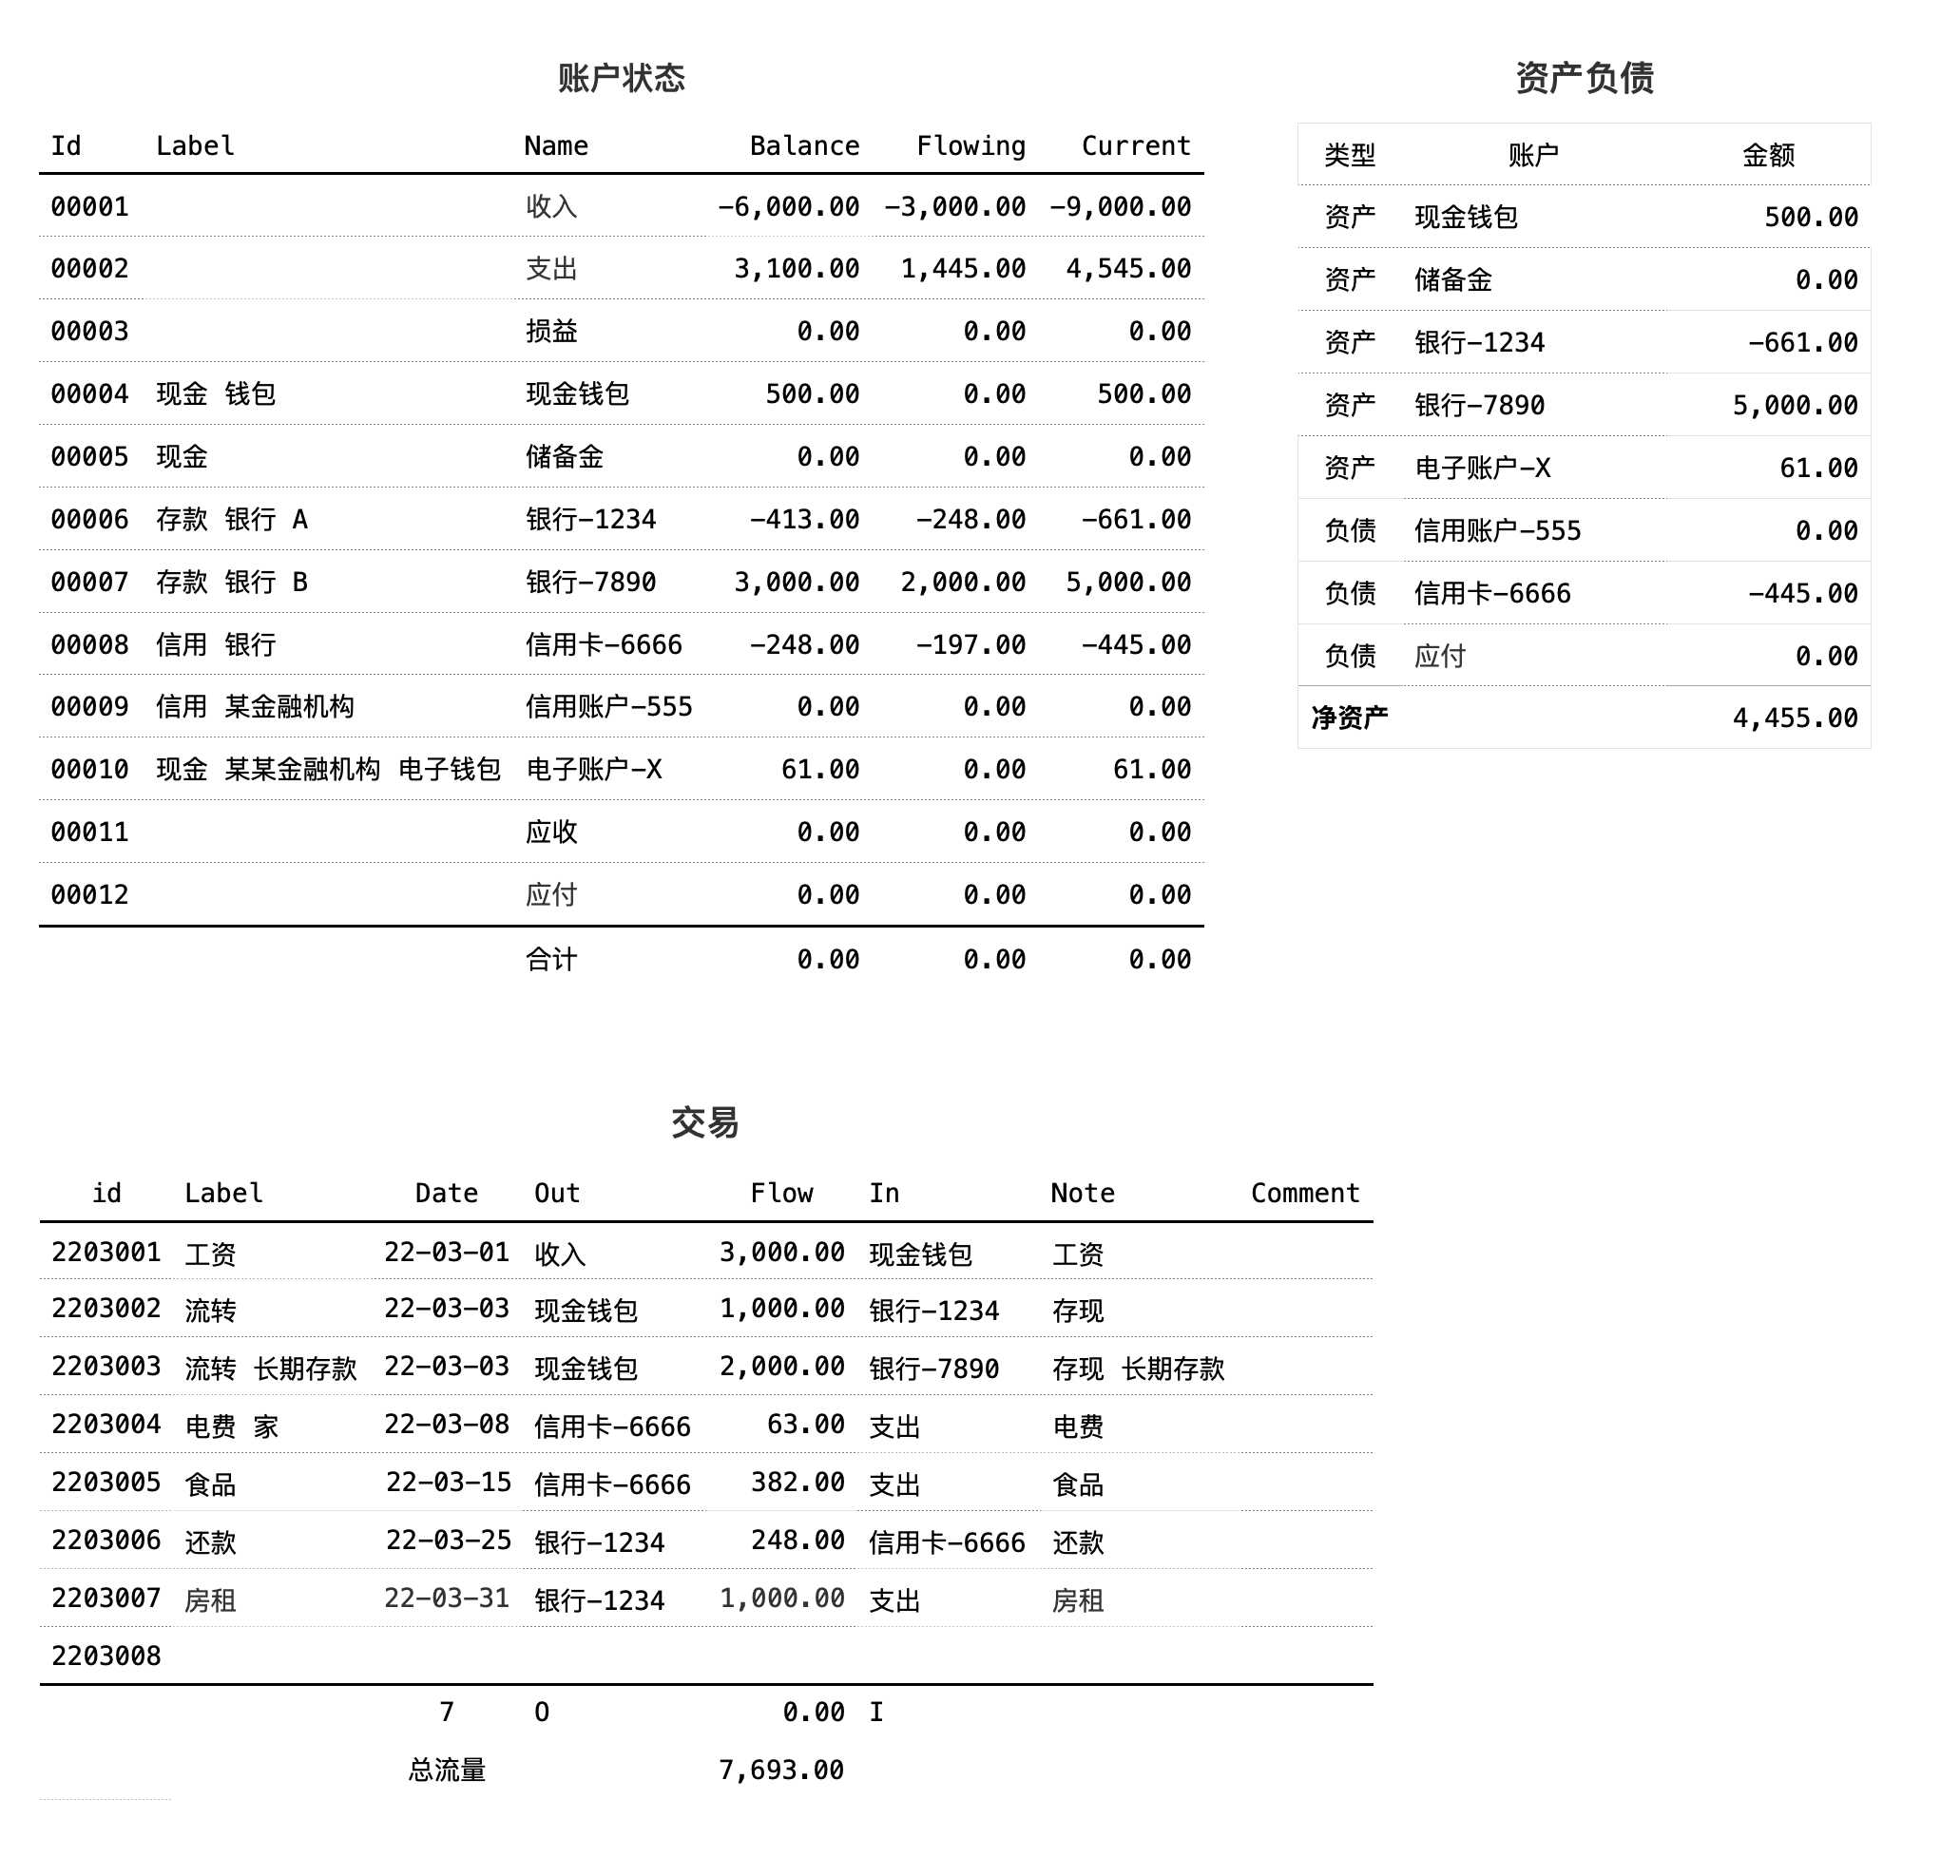 账户状态
Id Label Name Balance Flowing Current
00001 收入 -6,000.00 -3,000.00 -9,000.00
00002 支出 3,100.00 1,445.00 4,545.00
00003 损益 0.00 0.00 0.00
00004 现金 钱包 现金钱包 500.00 0.00 500.00
00005 现金 储备金 0.00 0.00 0.00
00006 存款 银行 A 银行-1234 -413.00 -248.00 -661.00
00007 存款 银行 B 银行-7890 3,000.00 2,000.00 5,000.00
00008 信用 银行 信用卡-6666 -248.00 -197.00 -445.00
00009 信用 某金融机构 信用账户-555 0.00 0.00 0.00
00010 现金 某某金融机构 电子钱包 电子账户-X 61.00 0.00 61.00
00011 应收 0.00 0.00 0.00
00012 应付 0.00 0.00 0.00
合计 0.00 0.00 0.00
资产负债
类型 账户 金额
资产 现金钱包 500.00
资产 储备金 0.00
资产 银行-1234 -661.00
资产 银行-7890 5,000.00
资产 电子账户-X 61.00
负债 信用账户-555 0.00
负债 信用卡-6666 -445.00
负债 应付 0.00
净资产 4,455.00
交易
id Label Date Out Flow In Note Comment
2203001 工资 22-03-01 收入 3,000.00 现金钱包 工资
2203002 流转 22-03-03 现金钱包 1,000.00 银行-1234 存现
2203003 流转 长期存款 22-03-03 现金钱包 2,000.00 银行-7890 存现 长期存款
2203004 电费 家 22-03-08 信用卡-6666 63.00 支出 电费
2203005 食品 22-03-15 信用卡-6666 382.00 支出 食品
2203006 还款 22-03-25 银行-1234 248.00 信用卡-6666 还款
2203007 房租 22-03-31 银行-1234 1,000.00 支出 房租
2203008
7 O 0.00 I
总流量 7,693.00